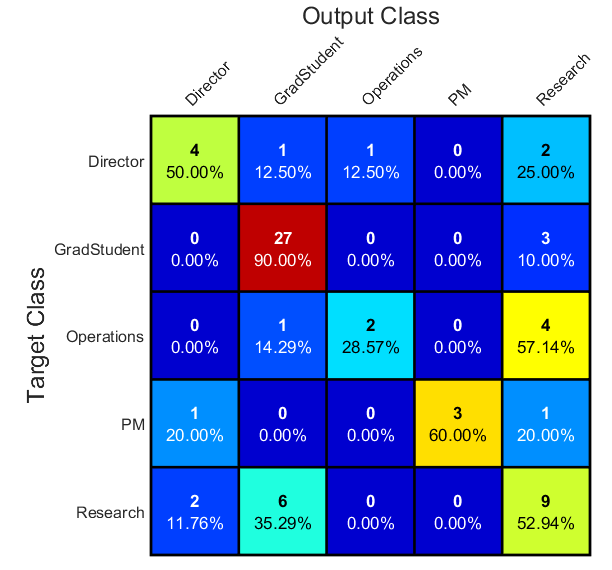 Output Class
Director GradStudent Operations PM Research
Target Class
Director 4 1 1 0 2
50.00% 12.50% 12.50% 0.00% 25.00%
GradStudent 0 27 0 0 3
0.00% 90.00% 0.00% 0.00% 10.00%
Operations 0 1 2 0 4
0.00% 14.29% 28.57% 0.00% 57.14%
PM 1 0 0 3 1
20.00% 0.00% 0.00% 60.00% 20.00%
Research 2 6 0 0 9
11.76% 35.29% 0.00% 0.00% 52.94%